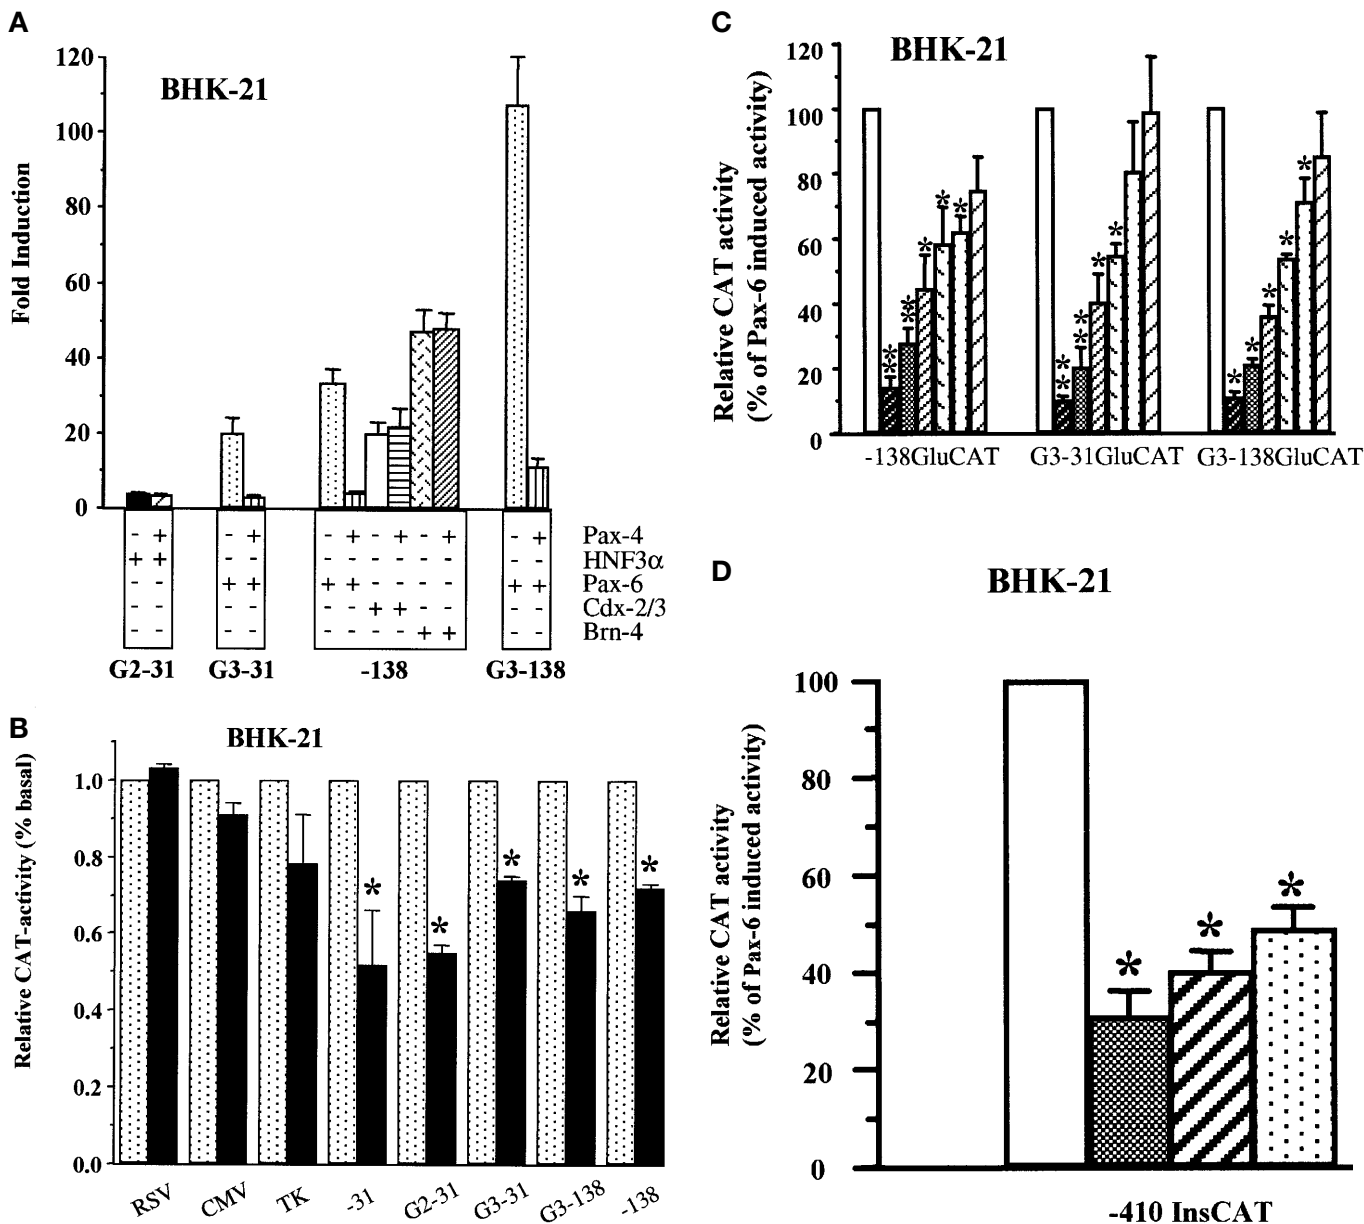 A
BHK-21
Fold Induction
120
100
80
60
40
20
0
- + - + - + - + - + - + Pax-4
+ + - - - - - - - - - - HNF3α
- - + + + + - - - - + + Pax-6
- - - - - - + + - - - - Cdx-2/3
- - - - - - - - + + - - Brn-4
G2-31 G3-31 -138 G3-138
B
BHK-21
Relative CAT-activity (% basal)
1.0
0.8
0.6
0.4
0.2
0.0
* * * * *
RSV CMV TK -31 G2-31 G3-31 G3-138 -138
C
BHK-21
Relative CAT activity
(% of Pax-6 induced activity)
120
100
80
60
40
20
0
** ** * * * ** ** * * * * * * *
-138GluCAT G3-31GluCAT G3-138GluCAT
D
BHK-21
Relative CAT activity
(% of Pax-6 induced activity)
100
80
60
40
20
0
* * *
-410 InsCAT